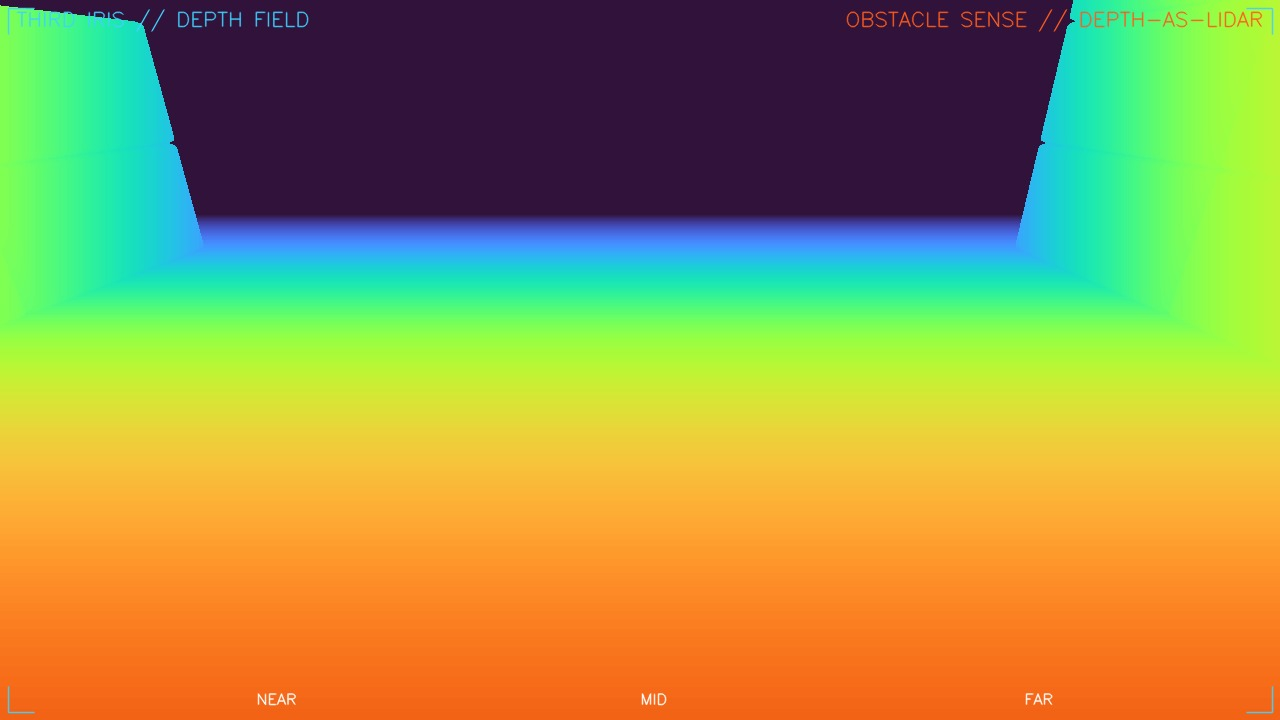 THIRD IRIS // DEPTH FIELD
OBSTACLE SENSE // DEPTH-AS-LIDAR
NEAR
MID
FAR